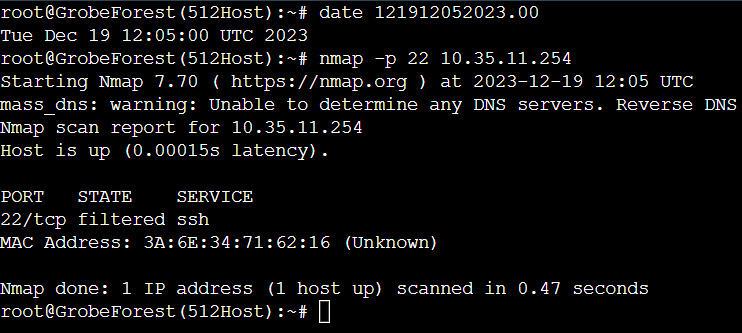 root@GrobeForest(512Host):~# date 121912052023.00
Tue Dec 19 12:05:00 UTC 2023
root@GrobeForest(512Host):~# nmap -p 22 10.35.11.254
Starting Nmap 7.70 ( https://nmap.org ) at 2023-12-19 12:05 UTC
mass_dns: warning: Unable to determine any DNS servers. Reverse DNS
Nmap scan report for 10.35.11.254
Host is up (0.00015s latency).
PORT   STATE    SERVICE
22/tcp filtered ssh
MAC Address: 3A:6E:34:71:62:16 (Unknown)
Nmap done: 1 IP address (1 host up) scanned in 0.47 seconds
root@GrobeForest(512Host):~#